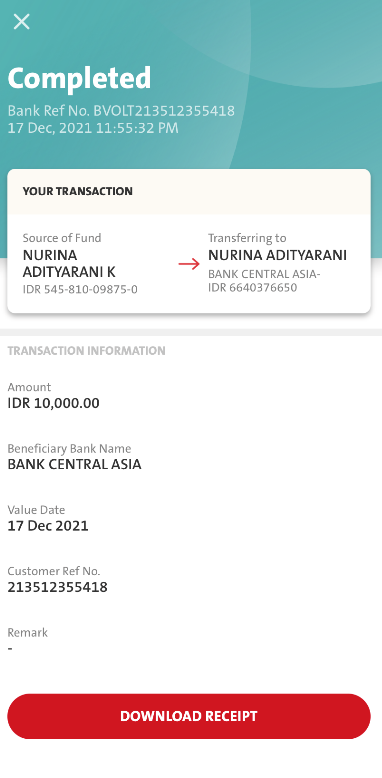 Completed
Bank Ref No. BVOLT213512355418
17 Dec, 2021 11:55:32 PM
YOUR TRANSACTION
Source of Fund
NURINA
ADITYARANI K
IDR 545-810-09875-0
Transferring to
NURINA ADITYARANI
BANK CENTRAL ASIA-
IDR 6640376650
TRANSACTION INFORMATION
Amount
IDR 10,000.00
Beneficiary Bank Name
BANK CENTRAL ASIA
Value Date
17 Dec 2021
Customer Ref No.
213512355418
Remark
-
DOWNLOAD RECEIPT